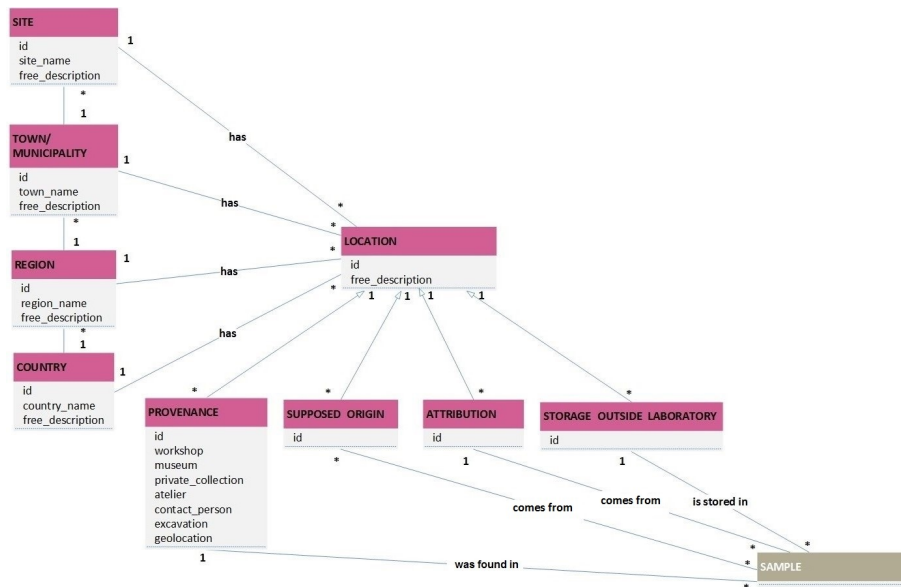 SITE
id
site_name
free_description
1
*
1
has
TOWN/
MUNICIPALITY
id
town_name
free_description
1
*
1
has
*
*
REGION
id
region_name
free_description
1
*
1
has
*
LOCATION
id
free_description
*
COUNTRY
id
country_name
free_description
1
has
1
1
1
1
*
*
*
*
PROVENANCE
id
workshop
museum
private_collection
atelier
contact_person
excavation
geolocation
1
SUPPOSED ORIGIN
id
*
ATTRIBUTION
id
1
STORAGE OUTSIDE LABORATORY
id
1
comes from
comes from
is stored in
was found in
*
*
*
*
SAMPLE